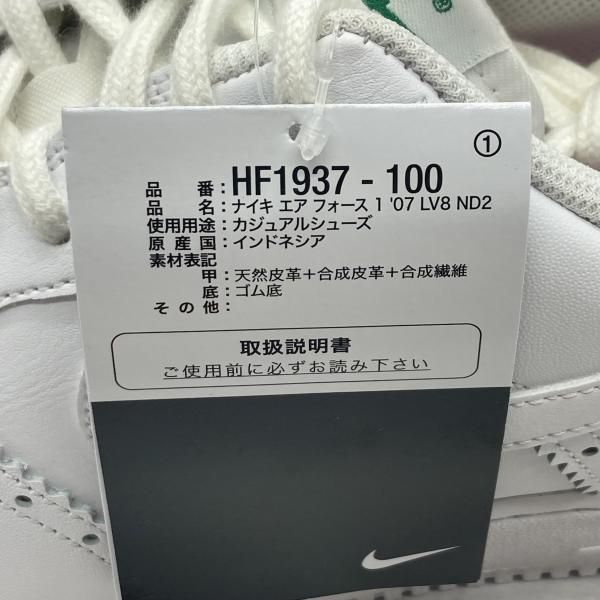 ®
①
品番:HF1937 - 100
品名:ナイキ エア フォース 1 '07 LV8 ND2
使用用途:カジュアルシューズ
原産国:インドネシア
素材表記
甲:天然皮革+合成皮革+合成繊維
底:ゴム底
その他:
取扱説明書
ご使用前に必ずお読み下さい